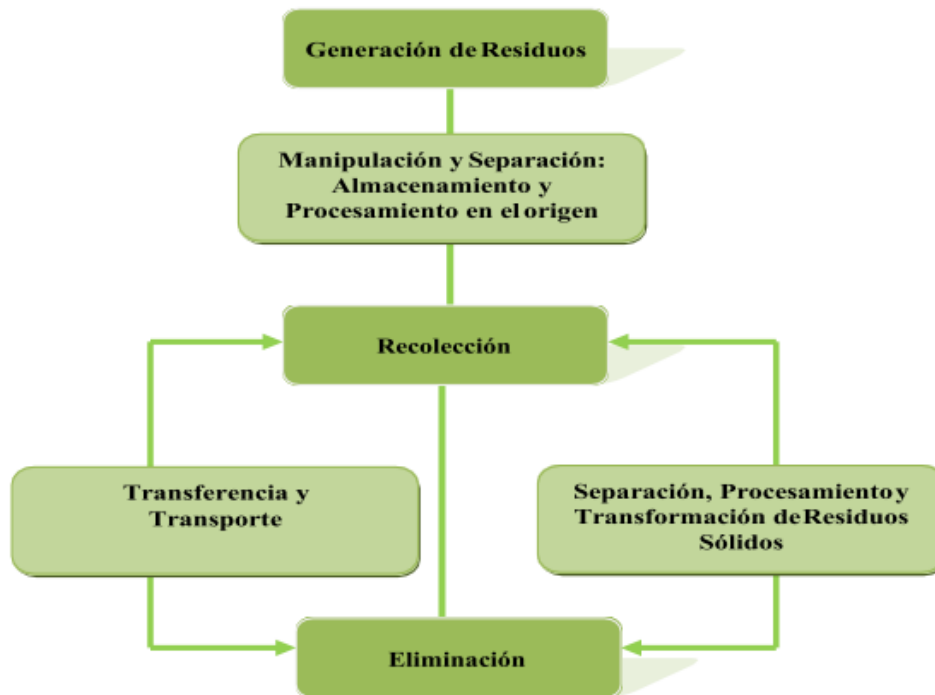 Generación de Residuos
Manipulación y Separación:
Almacenamiento y
Procesamiento en el origen
Recolección
Transferencia y
Transporte
Separación, Procesamiento y
Transformación de Residuos
Sólidos
Eliminación